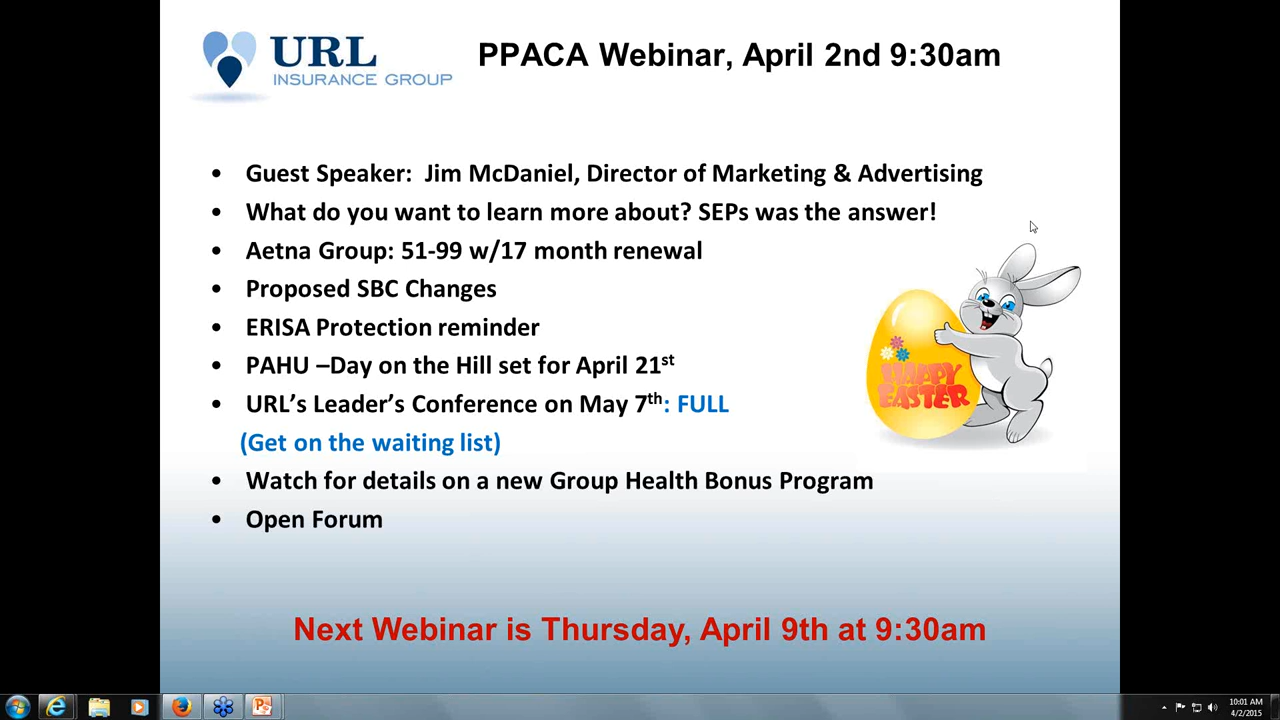 URL
INSURANCE GROUP
PPACA Webinar, April 2nd 9:30am
• Guest Speaker: Jim McDaniel, Director of Marketing & Advertising
• What do you want to learn more about? SEPs was the answer!
• Aetna Group: 51-99 w/17 month renewal
• Proposed SBC Changes
• ERISA Protection reminder
• PAHU –Day on the Hill set for April 21st
• URL’s Leader’s Conference on May 7th: FULL
(Get on the waiting list)
• Watch for details on a new Group Health Bonus Program
• Open Forum
HAPPY
EASTER
Next Webinar is Thursday, April 9th at 9:30am
10:01 AM
4/2/2015